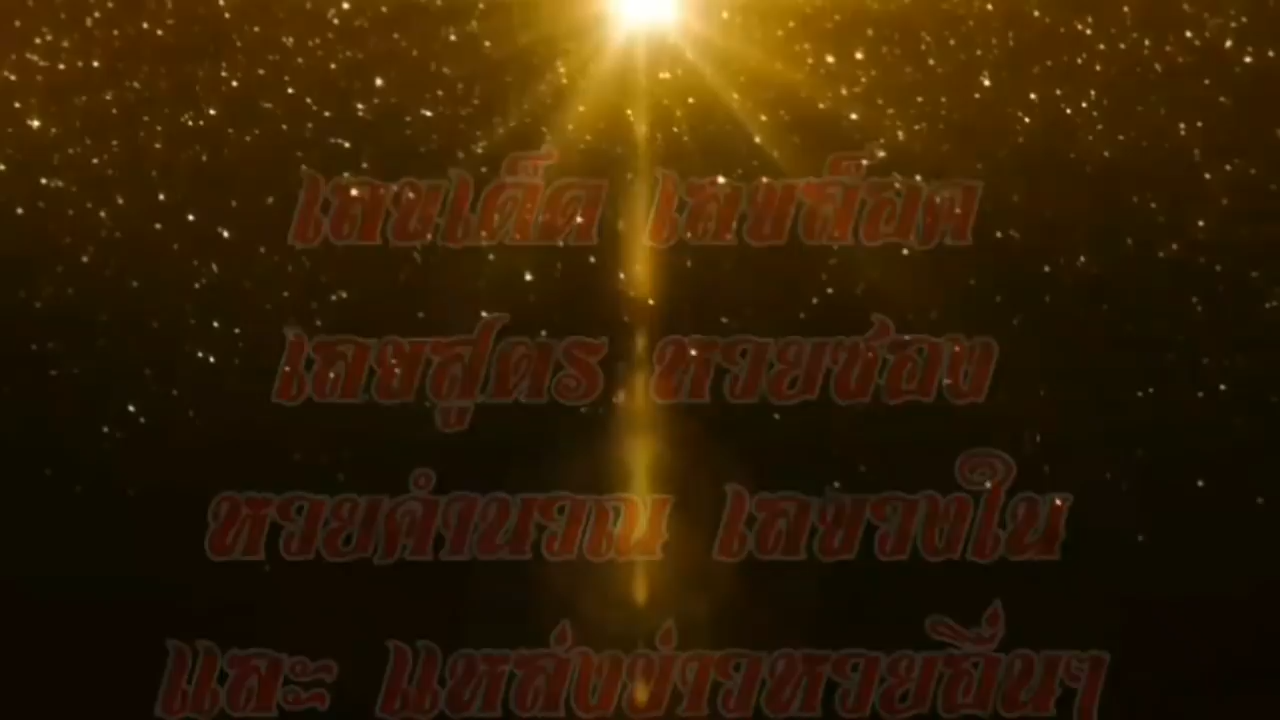 เลขเด็ด เลขล็อค
เลขสูตร หวยซอง
หวยคำนวณ เลขวงใน
และ แหล่งข่าวหวยอื่นๆ